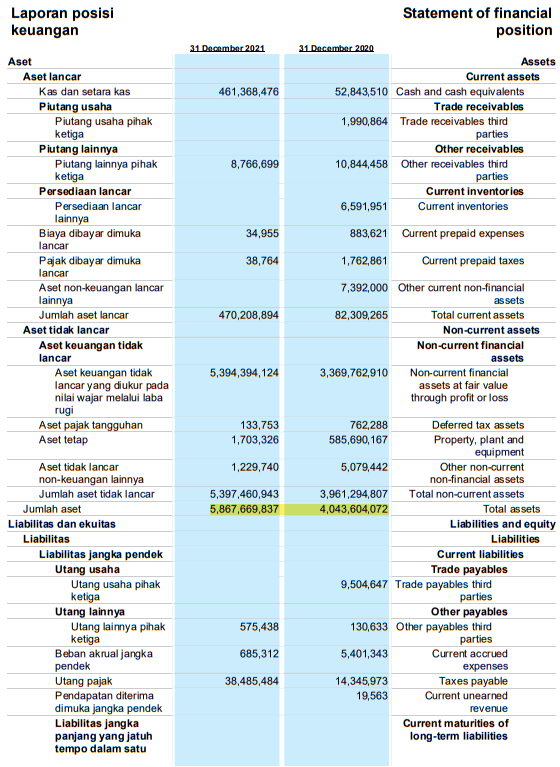 Laporan posisi
keuangan
Statement of financial
position
31 December 2021 31 December 2020
Aset Assets
Aset lancar Current assets
Kas dan setara kas 461,368,476 52,843,510 Cash and cash equivalents
Piutang usaha Trade receivables
Piutang usaha pihak 1,990,864 Trade receivables third
ketiga parties
Piutang lainnya Other receivables
Piutang lainnya pihak 8,766,699 10,844,458 Other receivables third
ketiga parties
Persediaan lancar Current inventories
Persediaan lancar 6,591,951 Current inventories
lainnya
Biaya dibayar dimuka 34,955 883,621 Current prepaid expenses
lancar
Pajak dibayar dimuka 38,764 1,762,861 Current prepaid taxes
lancar
Aset non-keuangan lancar 7,392,000 Other current non-financial
lainnya assets
Jumlah aset lancar 470,208,894 82,309,265 Total current assets
Aset tidak lancar Non-current assets
Aset keuangan tidak Non-current financial
lancar assets
Aset keuangan tidak 5,394,394,124 3,369,762,910 Non-current financial
lancar yang diukur pada assets at fair value
nilai wajar melalui laba through profit or loss
rugi
Aset pajak tangguhan 133,753 762,288 Deferred tax assets
Aset tetap 1,703,326 585,690,167 Property, plant and
equipment
Aset tidak lancar 1,229,740 5,079,442 Other non-current
non-keuangan lainnya non-financial assets
Jumlah aset tidak lancar 5,397,460,943 3,961,294,807 Total non-current assets
Jumlah aset 5,867,669,837 4,043,604,072 Total assets
Liabilitas dan ekuitas Liabilities and equity
Liabilitas Liabilities
Liabilitas jangka pendek Current liabilities
Utang usaha Trade payables
Utang usaha pihak 9,504,647 Trade payables third
ketiga parties
Utang lainnya Other payables
Utang lainnya pihak 575,438 130,633 Other payables third
ketiga parties
Beban akrual jangka 685,312 5,401,343 Current accrued
pendek expenses
Utang pajak 38,485,484 14,345,973 Taxes payable
Pendapatan diterima 19,563 Current unearned
dimuka jangka pendek revenue
Liabilitas jangka Current maturities of
panjang yang jatuh long-term liabilities
tempo dalam satu